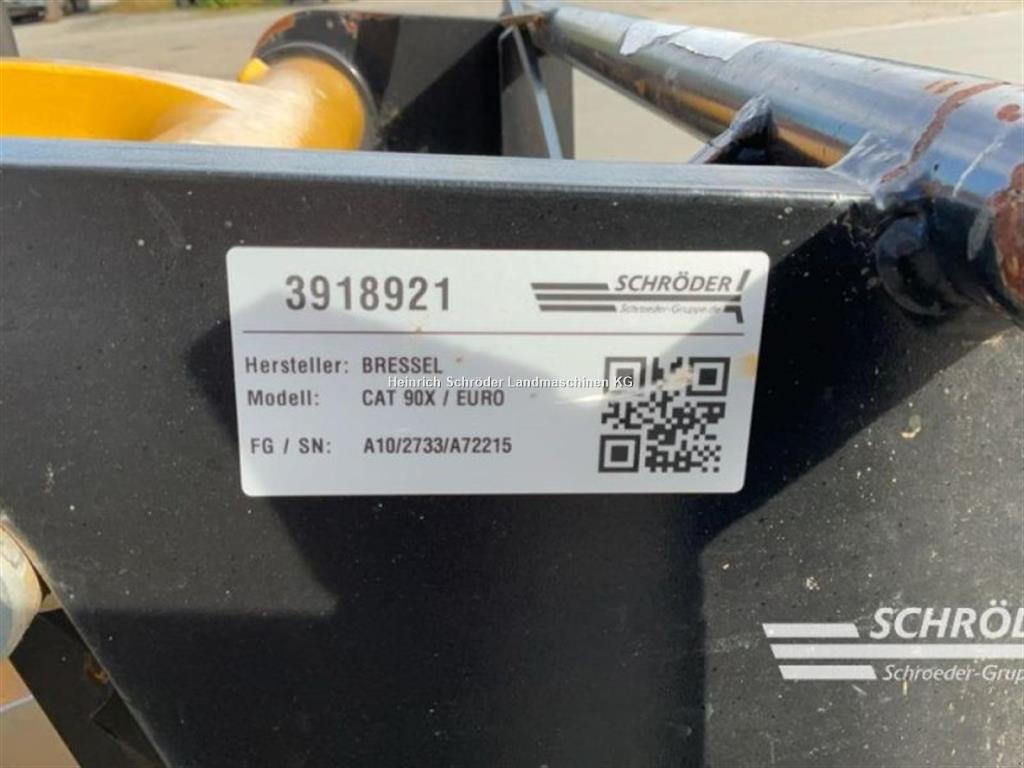 3918921
SCHRÖDER
Schroeder-Gruppe.de
Hersteller: BRESSEL
Heinrich Schröder Landmaschinen KG
Modell: CAT 90X / EURO
FG / SN: A10/2733/A72215
SCHRÖD
Schroeder-Grupp